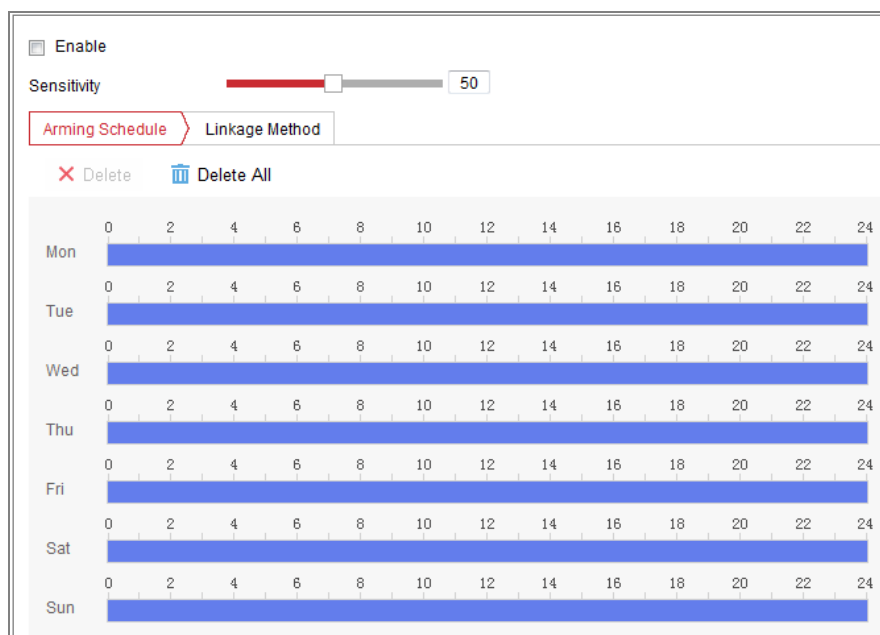 Enable
Sensitivity 50
Arming Schedule Linkage Method
Delete Delete All
0 2 4 6 8 10 12 14 16 18 20 22 24
Mon
0 2 4 6 8 10 12 14 16 18 20 22 24
Tue
0 2 4 6 8 10 12 14 16 18 20 22 24
Wed
0 2 4 6 8 10 12 14 16 18 20 22 24
Thu
0 2 4 6 8 10 12 14 16 18 20 22 24
Fri
0 2 4 6 8 10 12 14 16 18 20 22 24
Sat
0 2 4 6 8 10 12 14 16 18 20 22 24
Sun